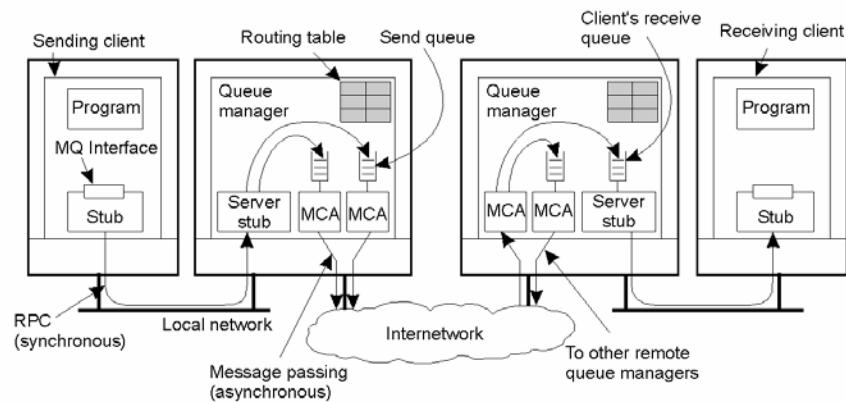 Sending client
Routing table
Send queue
Client's receive
queue
Receiving client
Program
MQ Interface
Stub
Queue
manager
Server
stub
MCA
MCA
Queue
manager
MCA
MCA
Server
stub
Program
Stub
RPC
(synchronous)
Local network
Message passing
(asynchronous)
Internetwork
To other remote
queue managers